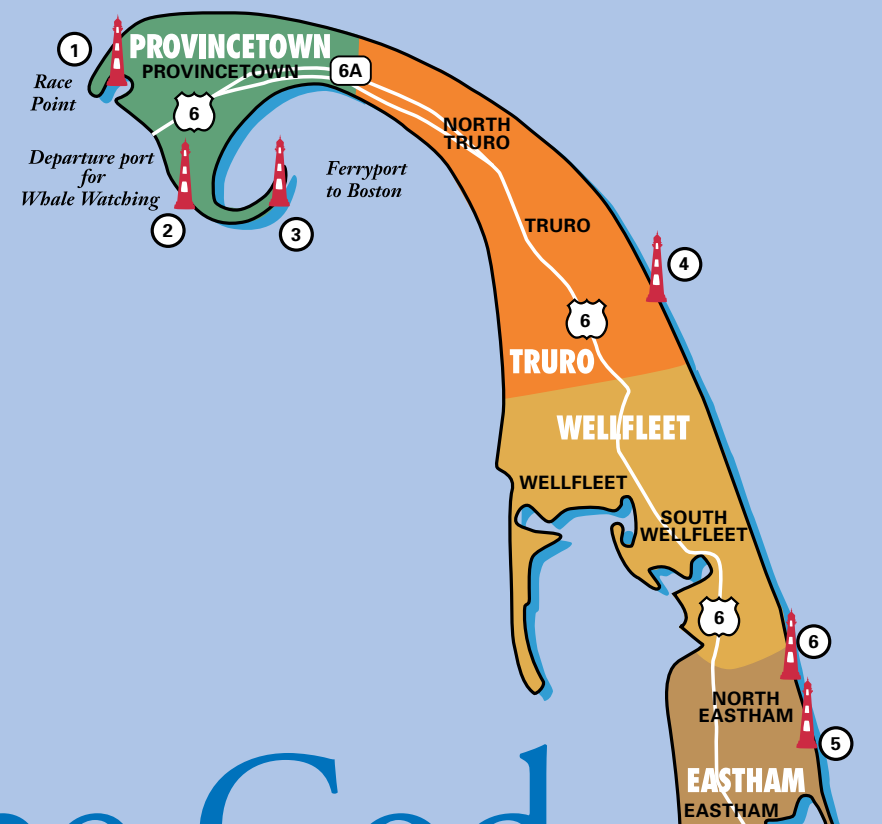 1
PROVINCETOWN
PROVINCETOWN
6A
Race
Point
6
Departure port
for
Whale Watching
Ferryport
to Boston
2
3
NORTH
TRURO
TRURO
4
6
TRURO
WELLFLEET
WELLFLEET
SOUTH
WELLFLEET
6
6
NORTH
EASTHAM
5
EASTHAM
EASTHAM